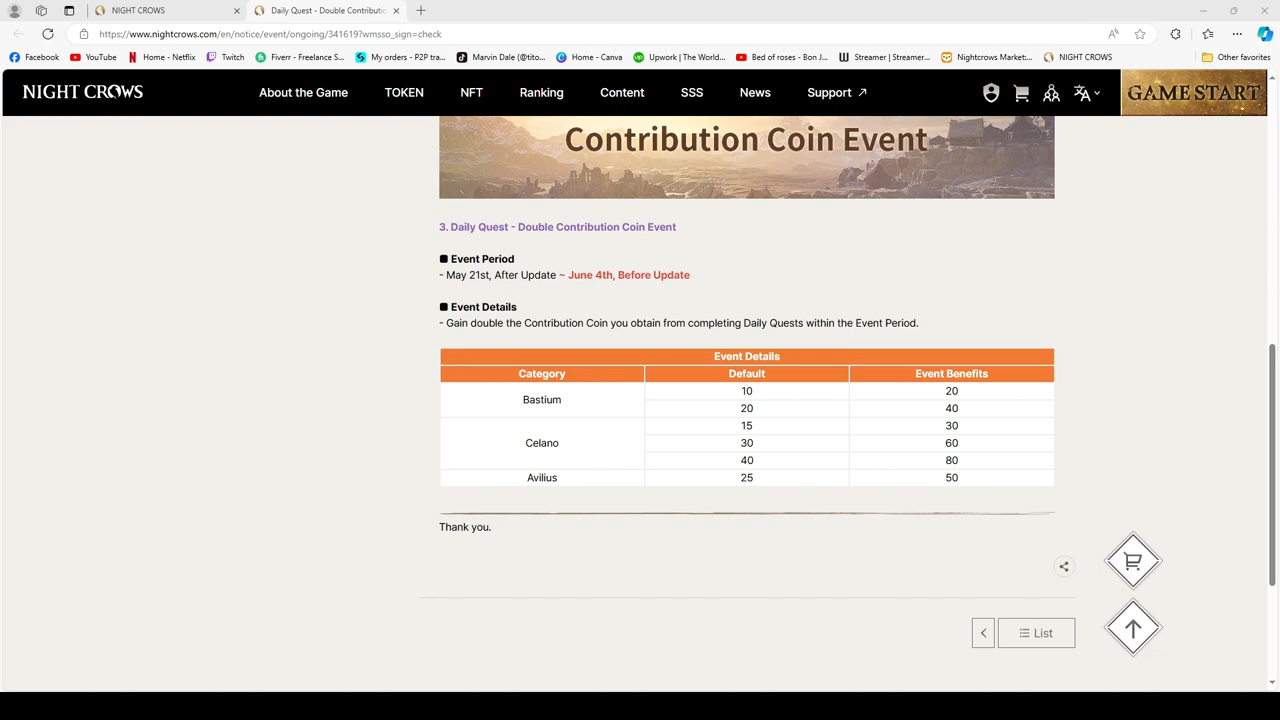 NIGHT CROWS
Daily Quest - Double Contributio
https://www.nightcrows.com/en/notice/event/ongoing/341619?wmsso_sign=check
Facebook
YouTube
Home - Netflix
Twitch
Fiverr - Freelance S...
My orders - P2P tra...
Marvin Dale (@tito...
Home - Canva
Upwork | The World...
Bed of roses - Bon J...
Streamer | Streamer...
Nightcrows Market:...
NIGHT CROWS
Other favorites
NIGHT CROWS
About the Game
TOKEN
NFT
Ranking
Content
SSS
News
Support
GAME START
Contribution Coin Event
3. Daily Quest - Double Contribution Coin Event
Event Period
- May 21st, After Update ~ June 4th, Before Update
Event Details
- Gain double the Contribution Coin you obtain from completing Daily Quests within the Event Period.
Event Details
Category Default Event Benefits
Bastium 10 20
20 40
Celano 15 30
30 60
40 80
Avilius 25 50
Thank you.
List